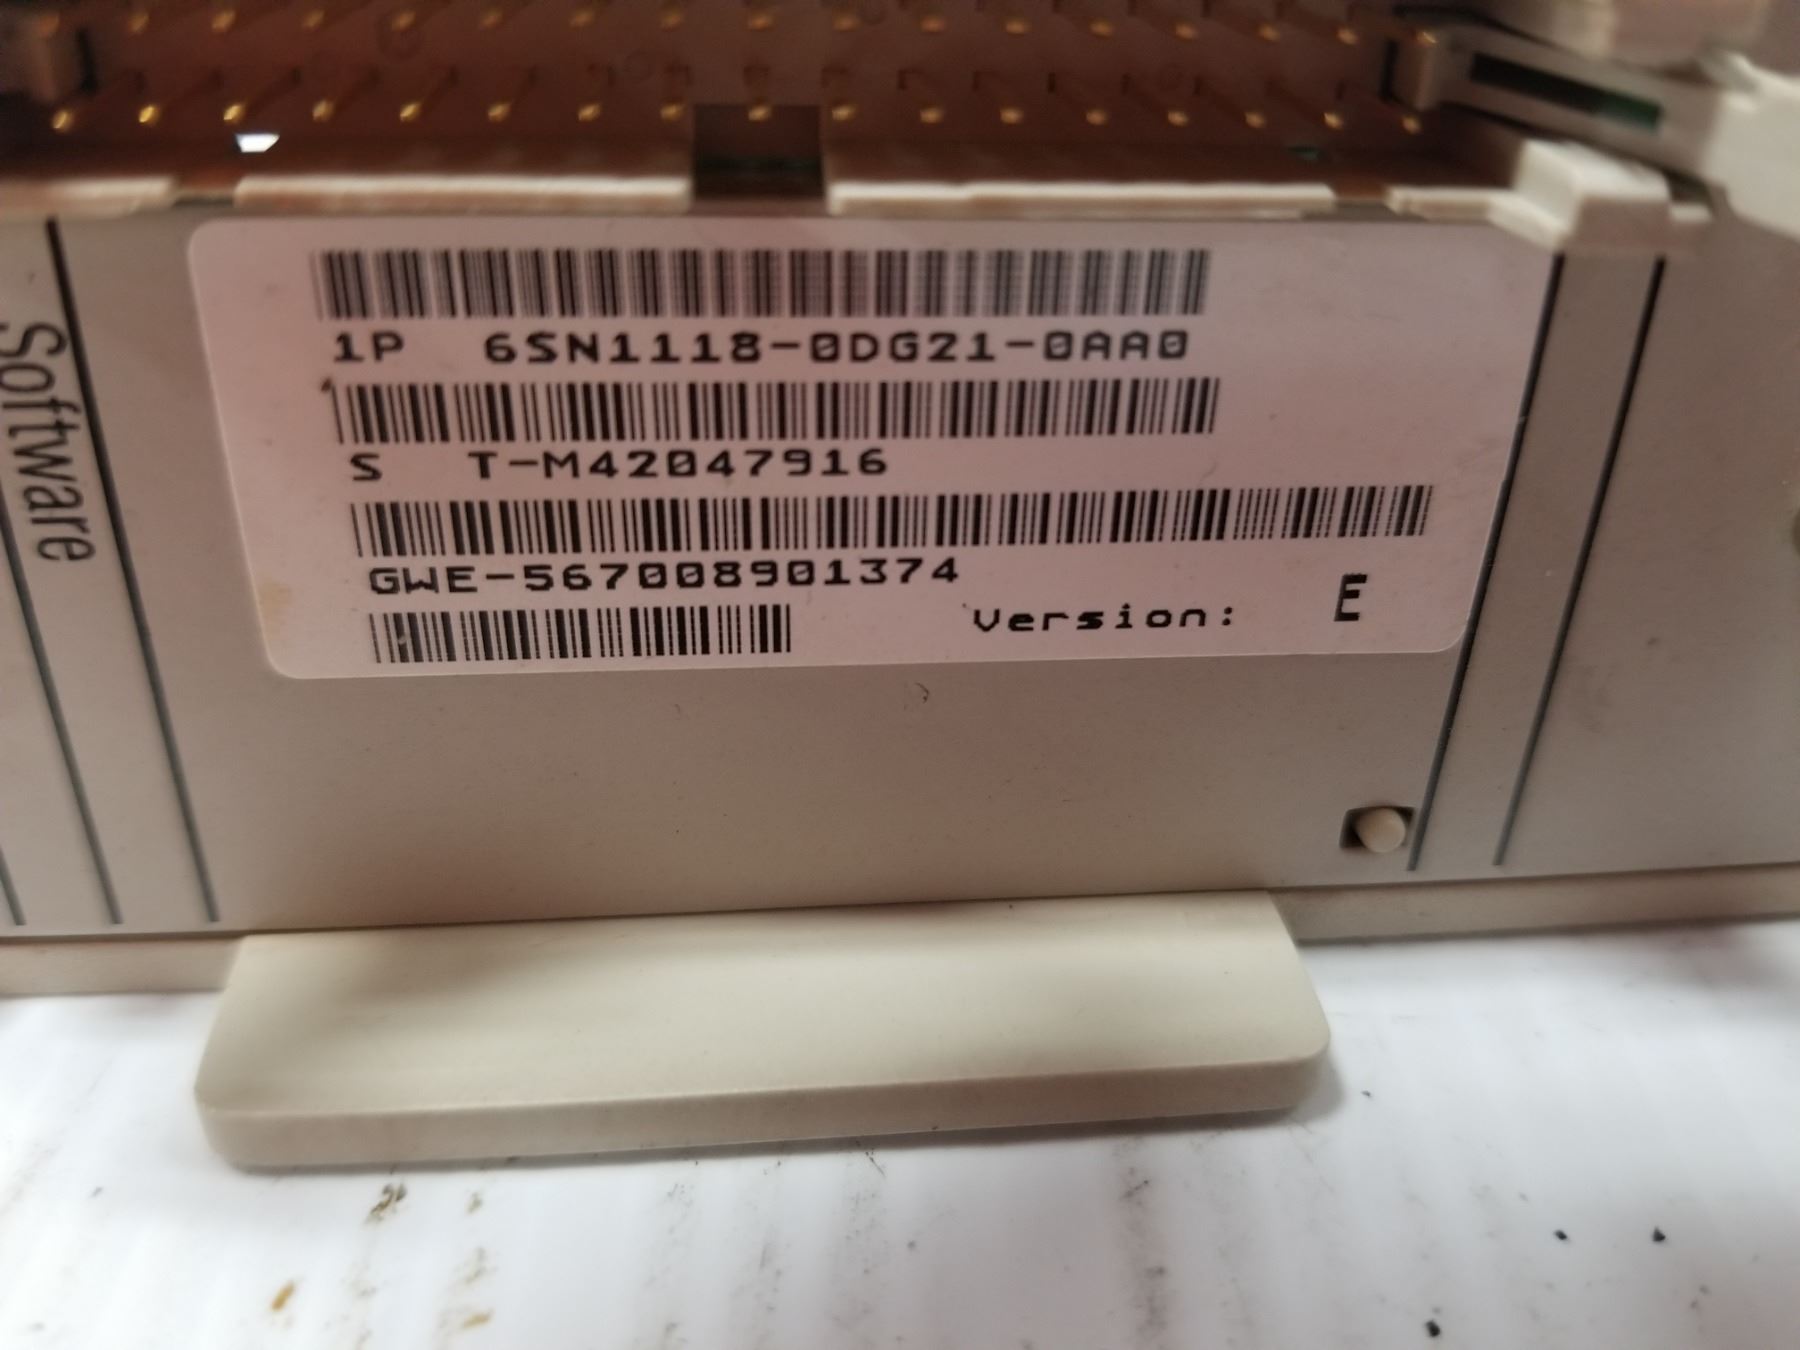 1P 6SN1118-0DG21-0AA0
S T-M42047916
GWE-567008901374
Version: E
Software